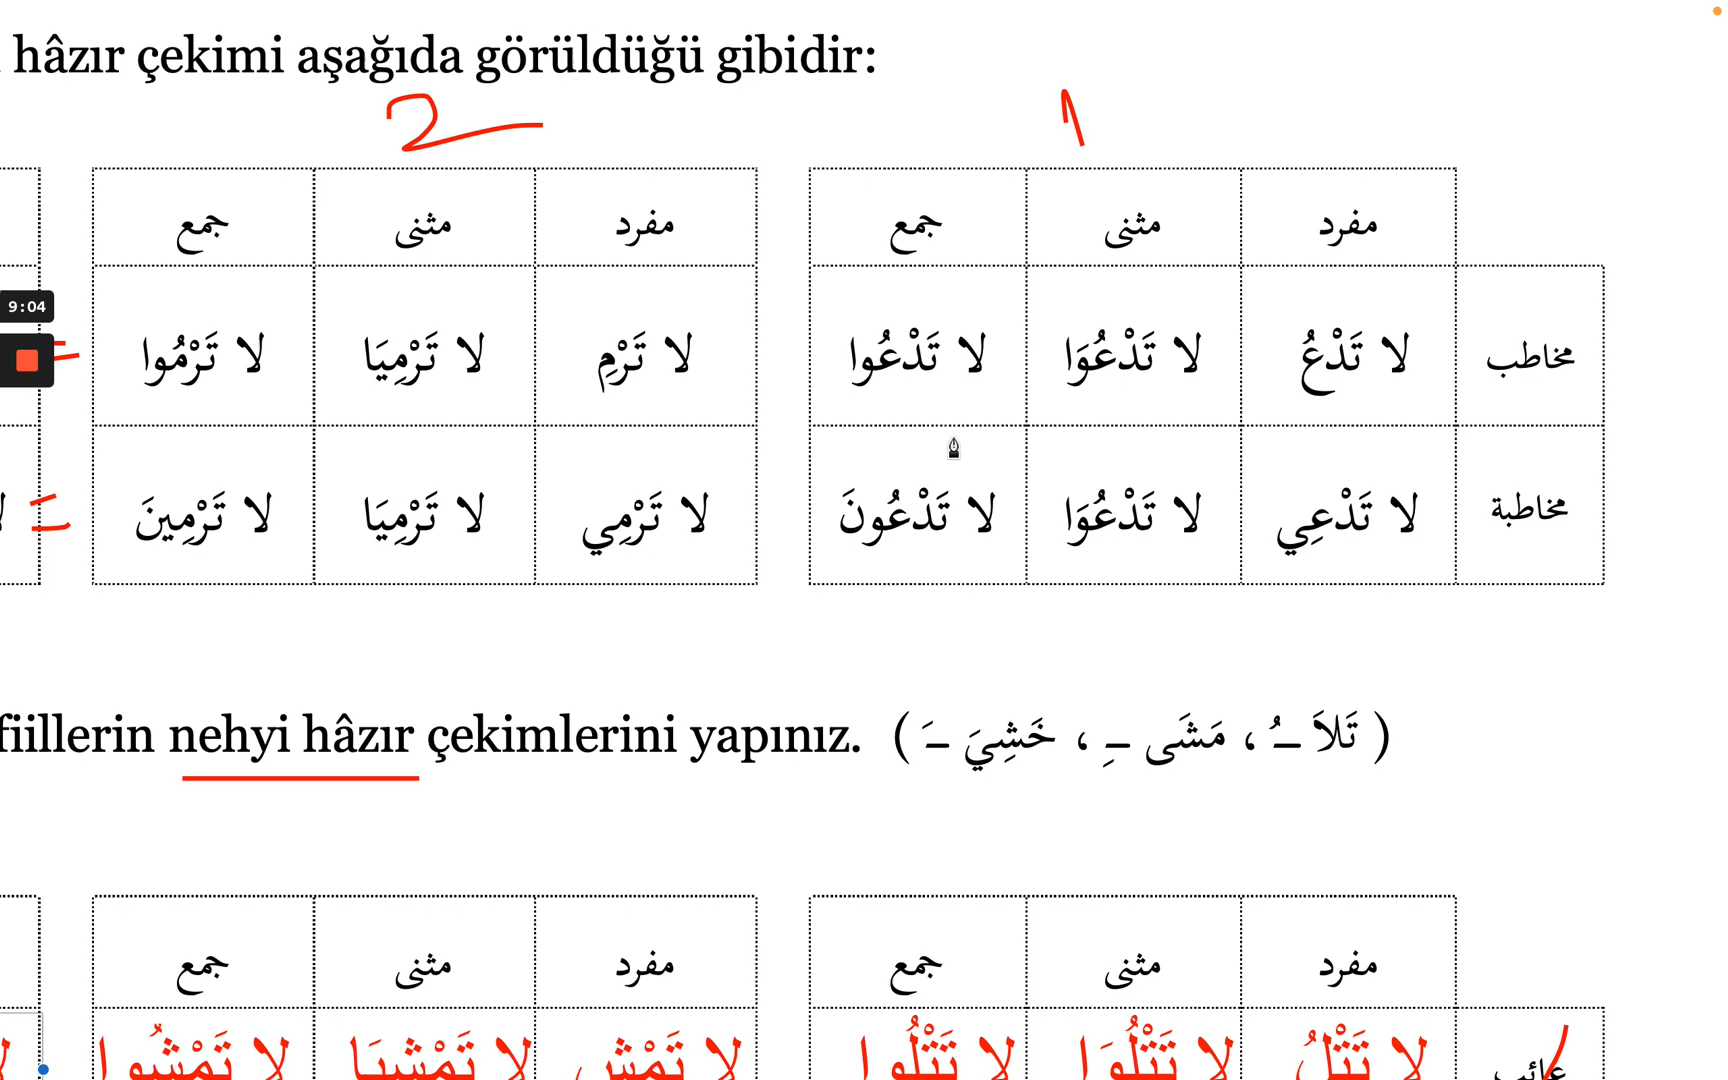 hâzır çekimi aşağıda görüldüğü gibidir:
2 1
مفرد مثنى جمع مفرد مثنى جمع
9:04
مخاطب لا تَدْعُ لا تَدْعُوَا لا تَدْعُوا لا تَرْمِ لا تَرْمِيَا لا تَرْمُوا
مخاطبة لا تَدْعِي لا تَدْعُوَا لا تَدْعُونَ لا تَرْمِي لا تَرْمِيَا لا تَرْمِينَ
fiillerin nehyi hâzır çekimlerini yapınız. ( تَلاَ ـُ ، مَشَى ـِ ، خَشِيَ ـَ )
مفرد مثنى جمع مفرد مثنى جمع
غائب لا تَتْلُ لا تَتْلُوَا لا تَتْلُوا لا تَمْشِ لا تَمْشِيَا لا تَمْشُوا